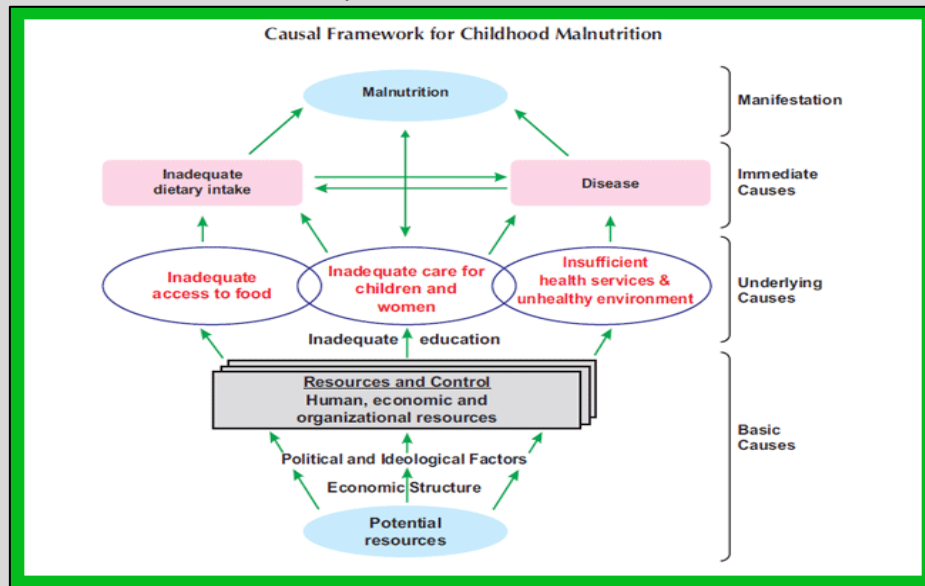 Causal Framework for Childhood Malnutrition
Malnutrition
Manifestation
Inadequate
dietary intake
Disease
Immediate
Causes
Inadequate
access to food
Inadequate care for
children and
women
Insufficient
health services &
unhealthy environment
Underlying
Causes
Inadequate education
Resources and Control
Human, economic and
organizational resources
Basic
Causes
Political and Ideological Factors
Economic Structure
Potential
resources